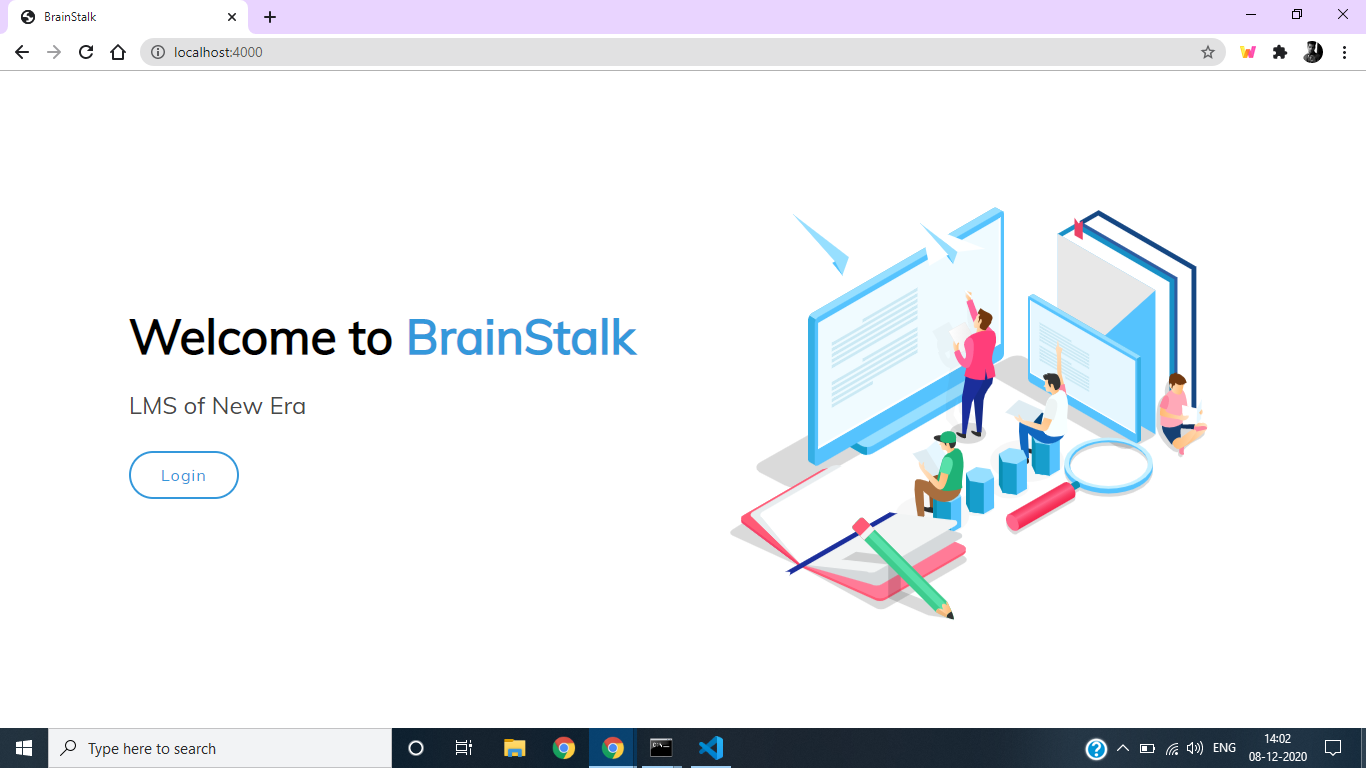 BrainStalk
localhost:4000
Welcome to BrainStalk
LMS of New Era
Login
Type here to search
ENG
14:02
08-12-2020